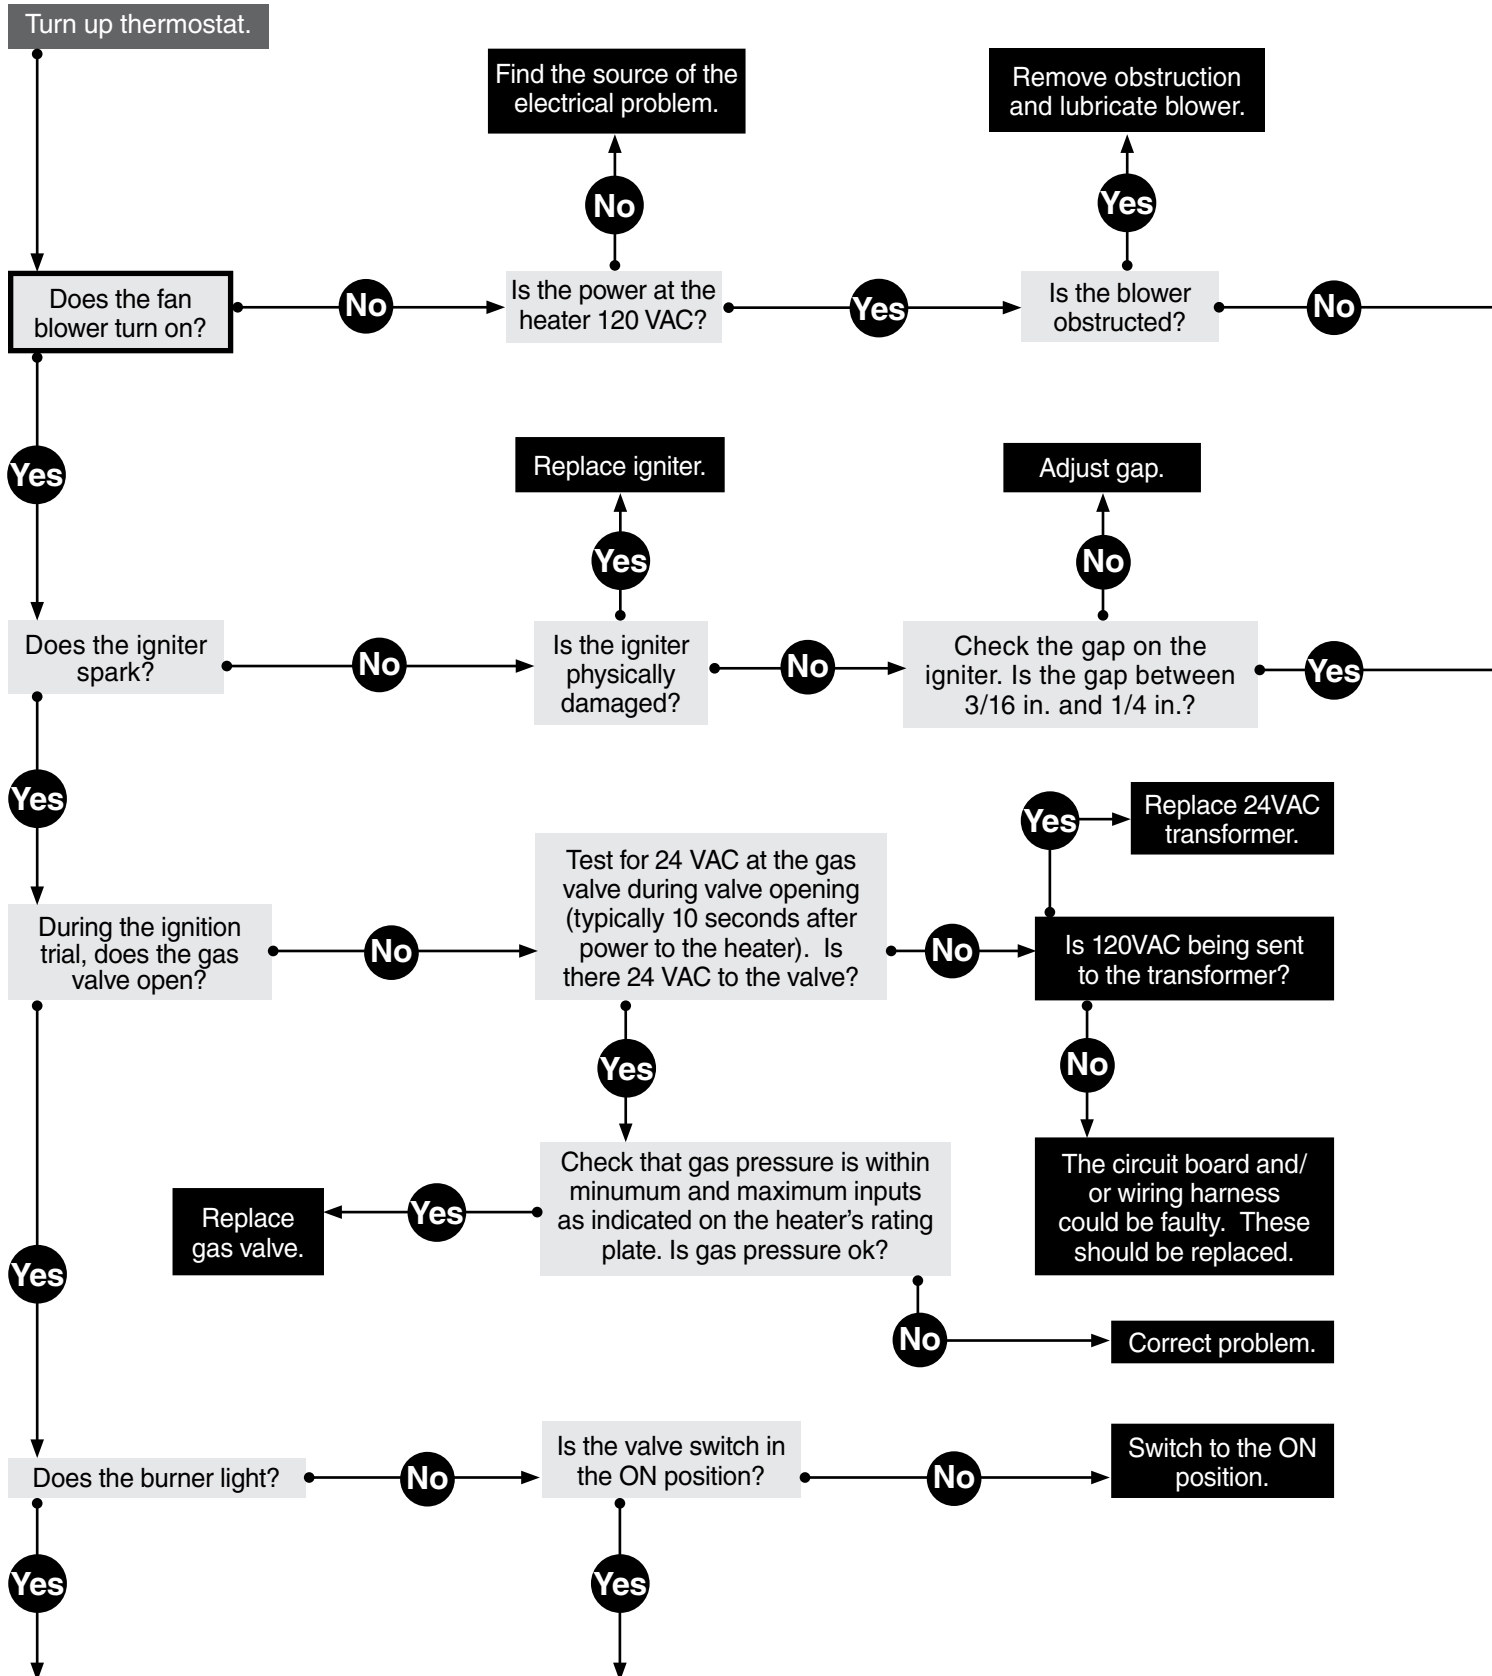 Turn up thermostat.
Find the source of the
electrical problem.
Remove obstruction
and lubricate blower.
No
Yes
Does the fan
blower turn on?
No
Is the power at the
heater 120 VAC?
Yes
Is the blower
obstructed?
No
Yes
Replace igniter.
Adjust gap.
Yes
No
Does the igniter
spark?
No
Is the igniter
physically
damaged?
No
Check the gap on the
igniter. Is the gap between
3/16 in. and 1/4 in.?
Yes
Yes
Yes
Replace 24VAC
transformer.
During the ignition
trial, does the gas
valve open?
No
Test for 24 VAC at the gas
valve during valve opening
(typically 10 seconds after
power to the heater).  Is
there 24 VAC to the valve?
No
Is 120VAC being sent
to the transformer?
Yes
No
Replace
gas valve.
Yes
Check that gas pressure is within
minumum and maximum inputs
as indicated on the heater's rating
plate. Is gas pressure ok?
The circuit board and/
or wiring harness
could be faulty.  These
should be replaced.
Yes
No
Correct problem.
Does the burner light?
No
Is the valve switch in
the ON position?
No
Switch to the ON
position.
Yes
Yes